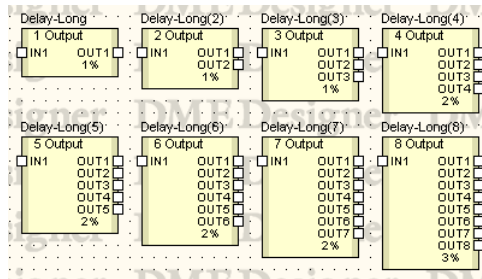 Delay-Long
1 Output
IN1 OUT1
1%
Delay-Long(2)
2 Output
IN1 OUT1
OUT2
1%
Delay-Long(3)
3 Output
IN1 OUT1
OUT2
OUT3
1%
Delay-Long(4)
4 Output
IN1 OUT1
OUT2
OUT3
OUT4
2%
Delay-Long(5)
5 Output
IN1 OUT1
OUT2
OUT3
OUT4
OUT5
2%
Delay-Long(6)
6 Output
IN1 OUT1
OUT2
OUT3
OUT4
OUT5
OUT6
2%
Delay-Long(7)
7 Output
IN1 OUT1
OUT2
OUT3
OUT4
OUT5
OUT6
OUT7
2%
Delay-Long(8)
8 Output
IN1 OUT1
OUT2
OUT3
OUT4
OUT5
OUT6
OUT7
OUT8
3%
DME Designer